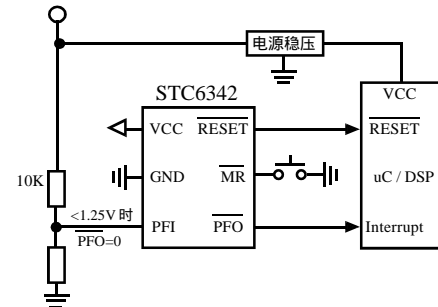 电源稳压
VCC
STC6342
VCC RESET
RESET
10K
GND MR
uC / DSP
<1.25V 时
PFO=0
PFI PFO
Interrupt